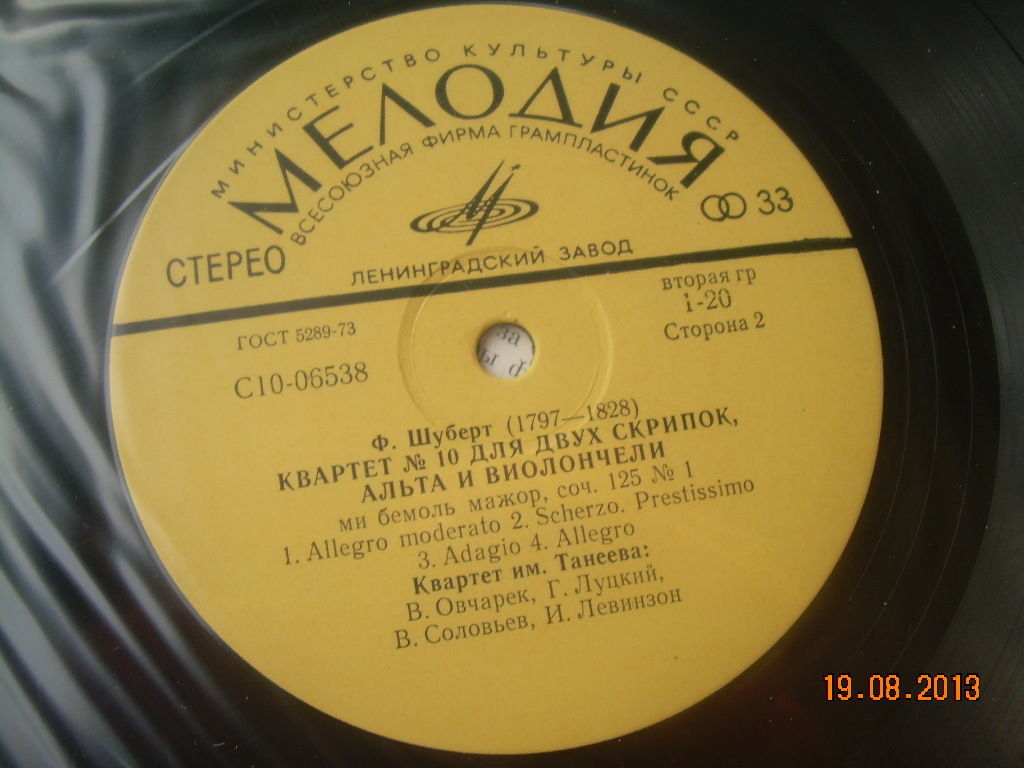 МИНИСТЕРСТВО КУЛЬТУРЫ СССР
МЕЛОДИЯ
ВСЕСОЮЗНАЯ ФИРМА ГРАМПЛАСТИНОК
СТЕРЕО
33
ЛЕНИНГРАДСКИЙ ЗАВОД
ГОСТ 5289-73
вторая гр
1-20
Сторона 2
С10-06538
за
ы ф
Ф. Шуберт (1797—1828)
КВАРТЕТ № 10 ДЛЯ ДВУХ СКРИПОК,
АЛЬТА И ВИОЛОНЧЕЛИ
ми бемоль мажор, соч. 125 № 1
1. Allegro moderato 2. Scherzo. Prestissimo
3. Adagio 4. Allegro
Квартет им. Танеева:
В. Овчарек, Г. Луцкий,
В. Соловьев, И. Левинзон
19.08.2013